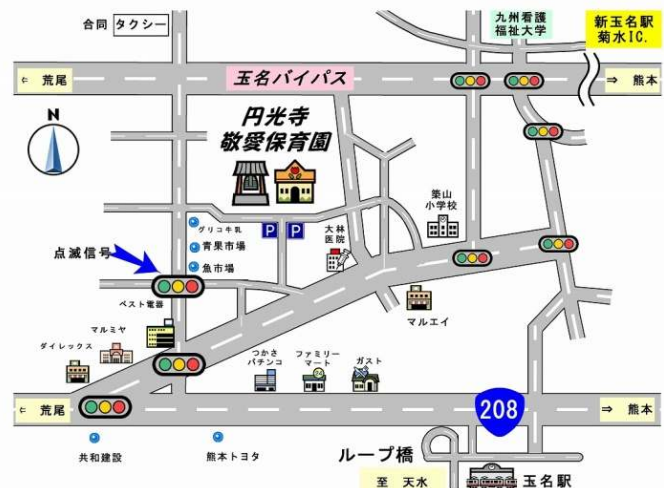 合同 タクシー
九州看護
福祉大学
新玉名駅
菊水IC.
⇐ 荒尾
玉名バイパス
⇒ 熊本
N
円光寺
敬愛保育園
築山
小学校
グリコ牛乳
P P
大林
医院
青果市場
点滅信号
魚市場
ベスト電器
マルエイ
マルミヤ
ダイレックス
つかさ
パチンコ
ファミリー
マート
ガスト
⇐ 荒尾
208
⇒ 熊本
共和建設
熊本トヨタ
ループ橋
至 天水
玉名駅